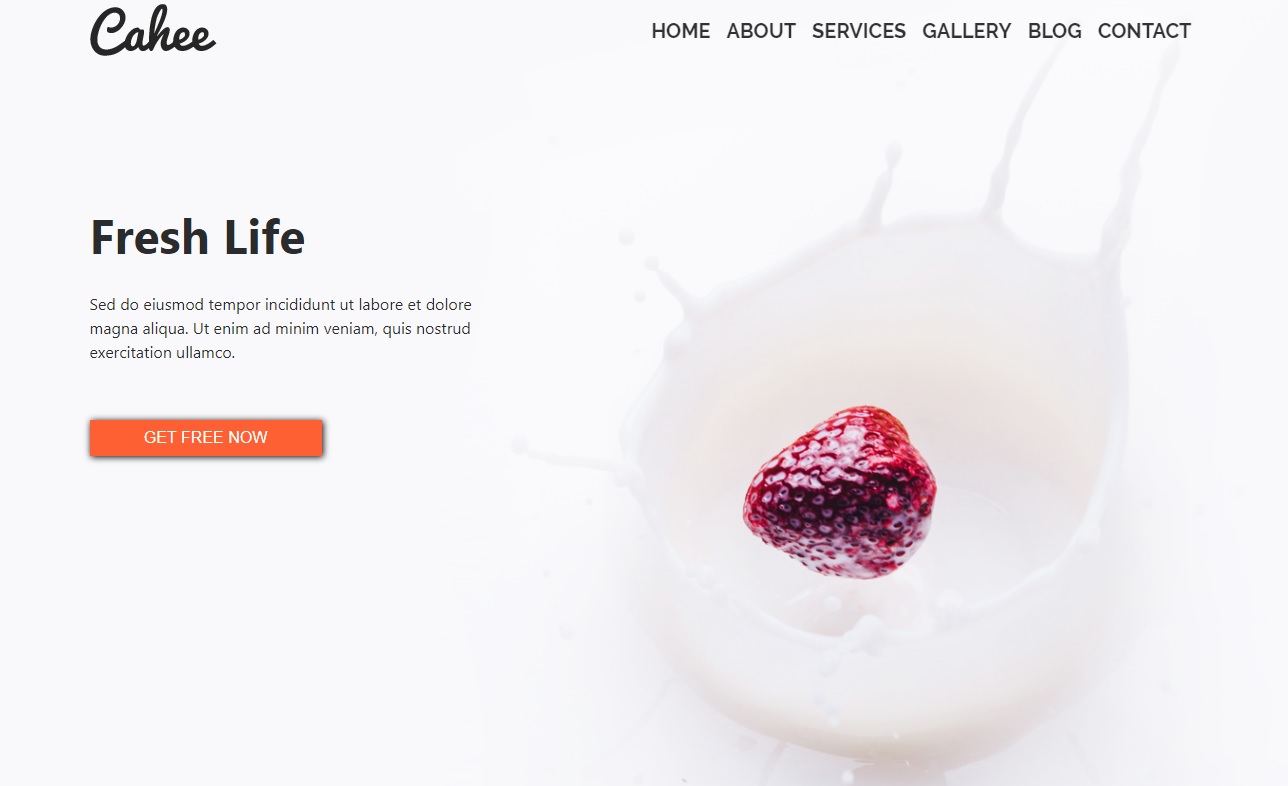 Cahee
HOME ABOUT SERVICES GALLERY BLOG CONTACT
Fresh Life
Sed do eiusmod tempor incididunt ut labore et dolore
magna aliqua. Ut enim ad minim veniam, quis nostrud
exercitation ullamco.
GET FREE NOW